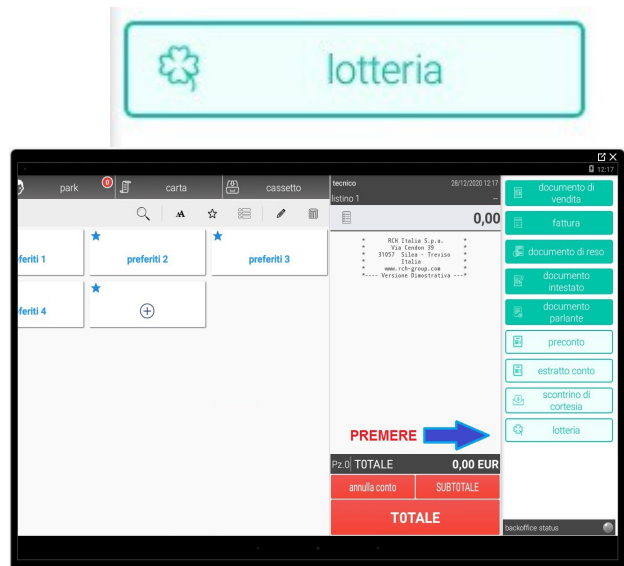 lotteria
12:17
park
0
carta
cassetto
tecnico 28/12/2020 12:17
listino 1 --
0,00
* RCH Italia S.p.a. *
* Via Cendon 39 *
* 31057 Silea - Treviso *
* Italia *
* www.rch-group.com *
*---- Versione Dimostrativa ---*
feriti 1
preferiti 2
preferiti 3
feriti 4
documento di
vendita
fattura
documento di reso
documento
intestato
documento
parlante
preconto
estratto conto
scontrino di
cortesia
lotteria
PREMERE
Pz.0 TOTALE 0,00 EUR
annulla conto
SUBTOTALE
TOTALE
backoffice status